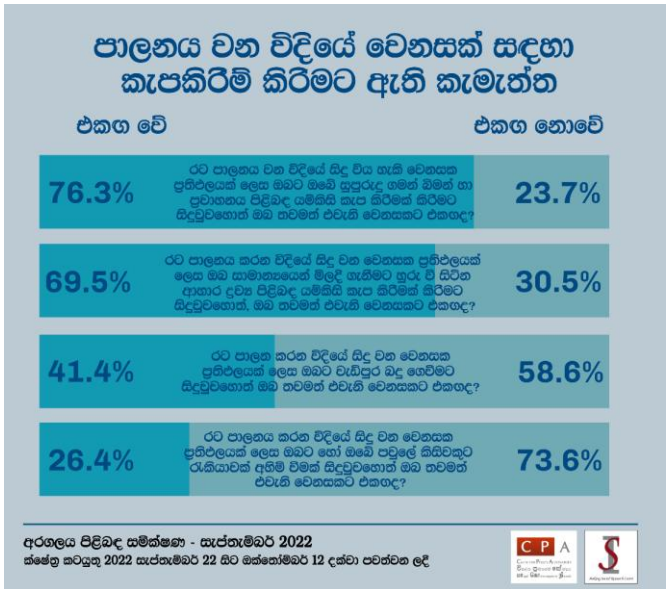 පාලනය වන විදියේ වෙනසක් සඳහා
කැපකිරීම් කිරීමට ඇති කැමැත්ත
එකඟ වේ
එකඟ නොවේ
76.3%
රට පාලනය වන විදියේ සිදු විය හැකි වෙනසක
ප්‍රතිඵලයක් ලෙස ඔබට ඔබේ සුපුරුදු ගමන් බිමන් හා
ප්‍රවාහනය පිළිබඳ යම්කිසි කැප කිරීමක් කිරීමට
සිදුවුවහොත් ඔබ තවමත් එවැනි වෙනසකට එකඟද?
23.7%
69.5%
රට පාලනය කරන විදියේ සිදු වන වෙනසක ප්‍රතිඵලයක්
ලෙස ඔබ සාමාන්‍යයෙන් මිලදී ගැනීමට හුරු වී සිටින
ආහාර ද්‍රව්‍ය පිළිබඳ යම්කිසි කැප කිරීමක් කිරීමට
සිදුවුවහොත්, ඔබ තවමත් එවැනි වෙනසකට එකඟද?
30.5%
41.4%
රට පාලන කරන විදියේ සිදු වන වෙනසක
ප්‍රතිඵලයක් ලෙස ඔබට වැඩිපුර බදු ගෙවීමට
සිදුවුවහොත් ඔබ තවමත් එවැනි වෙනසකට එකඟද?
58.6%
26.4%
රට පාලනය කරන විදියේ සිදු වන වෙනසක
ප්‍රතිඵලයක් ලෙස ඔබට හෝ ඔබේ පවුලේ කිසිවකුට
රැකියාවක් අහිමි වීමක් සිදුවුවහොත් ඔබ තවමත්
එවැනි වෙනසකට එකඟද?
73.6%
අරගලය පිළිබඳ සමීක්ෂණ - සැප්තැම්බර් 2022
ක්ෂේත්‍ර කටයුතු 2022 සැප්තැම්බර් 22 සිට ඔක්තෝම්බර් 12 දක්වා පවත්වන ලදී
CPA